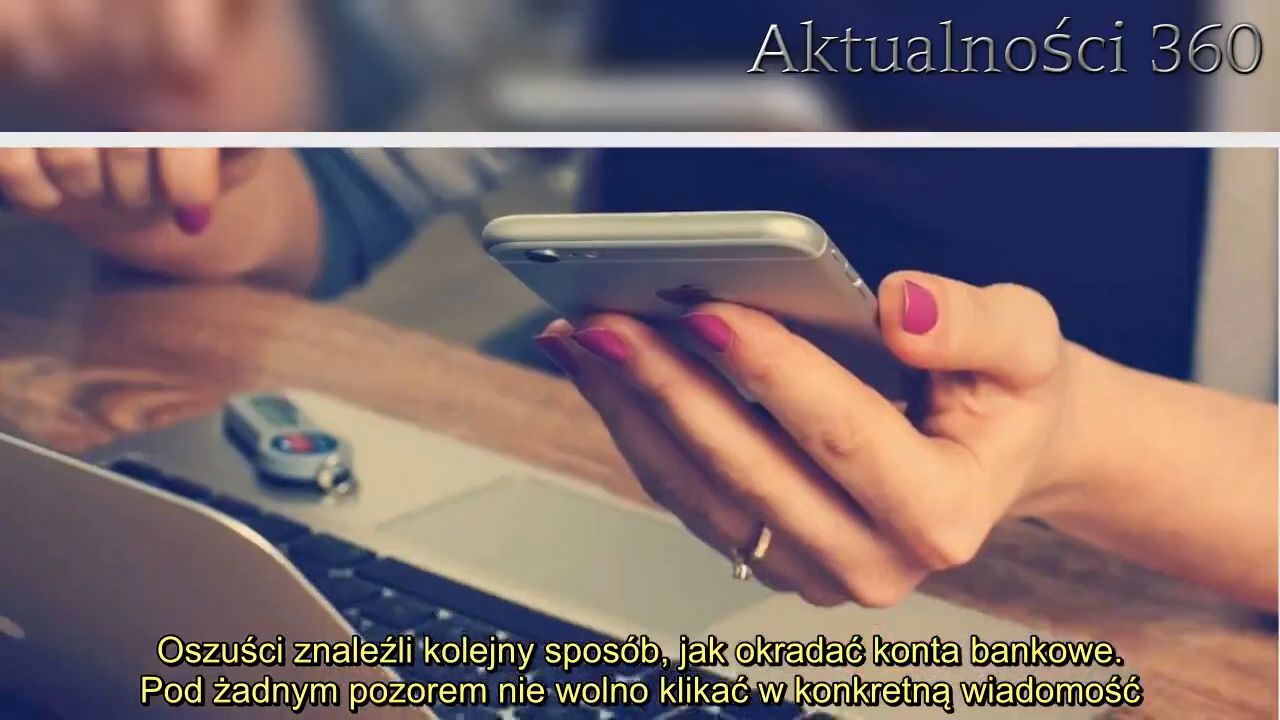 Aktualności 360
Oszuści znaleźli kolejny sposób, jak okradać konta bankowe.
Pod żadnym pozorem nie wolno klikać w konkretną wiadomość